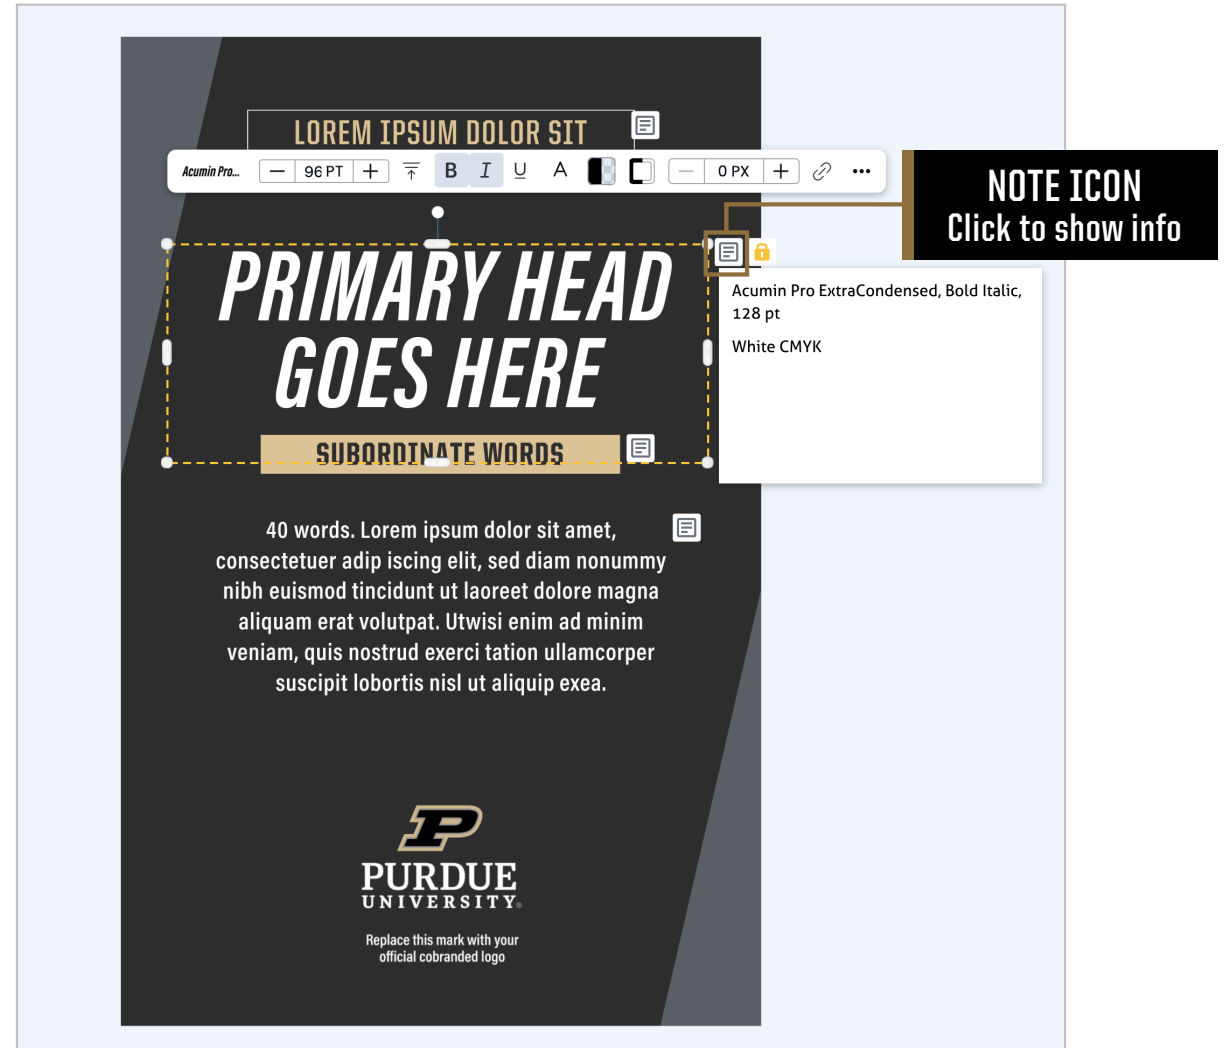 LOREM IPSUM DOLOR SIT
Acumin Pro... — 96 PT + B I U A — 0 PX + •••
NOTE ICON
Click to show info
PRIMARY HEAD
GOES HERE
Acumin Pro ExtraCondensed, Bold Italic,
128 pt
White CMYK
SUBORDINATE WORDS
40 words. Lorem ipsum dolor sit amet,
consectetuer adip iscing elit, sed diam nonummy
nibh euismod tincidunt ut laoreet dolore magna
aliquam erat volutpat. Utwisi enim ad minim
veniam, quis nostrud exerci tation ullamcorper
suscipit lobortis nisl ut aliquip exea.
P
PURDUE
UNIVERSITY®
Replace this mark with your
official cobranded logo